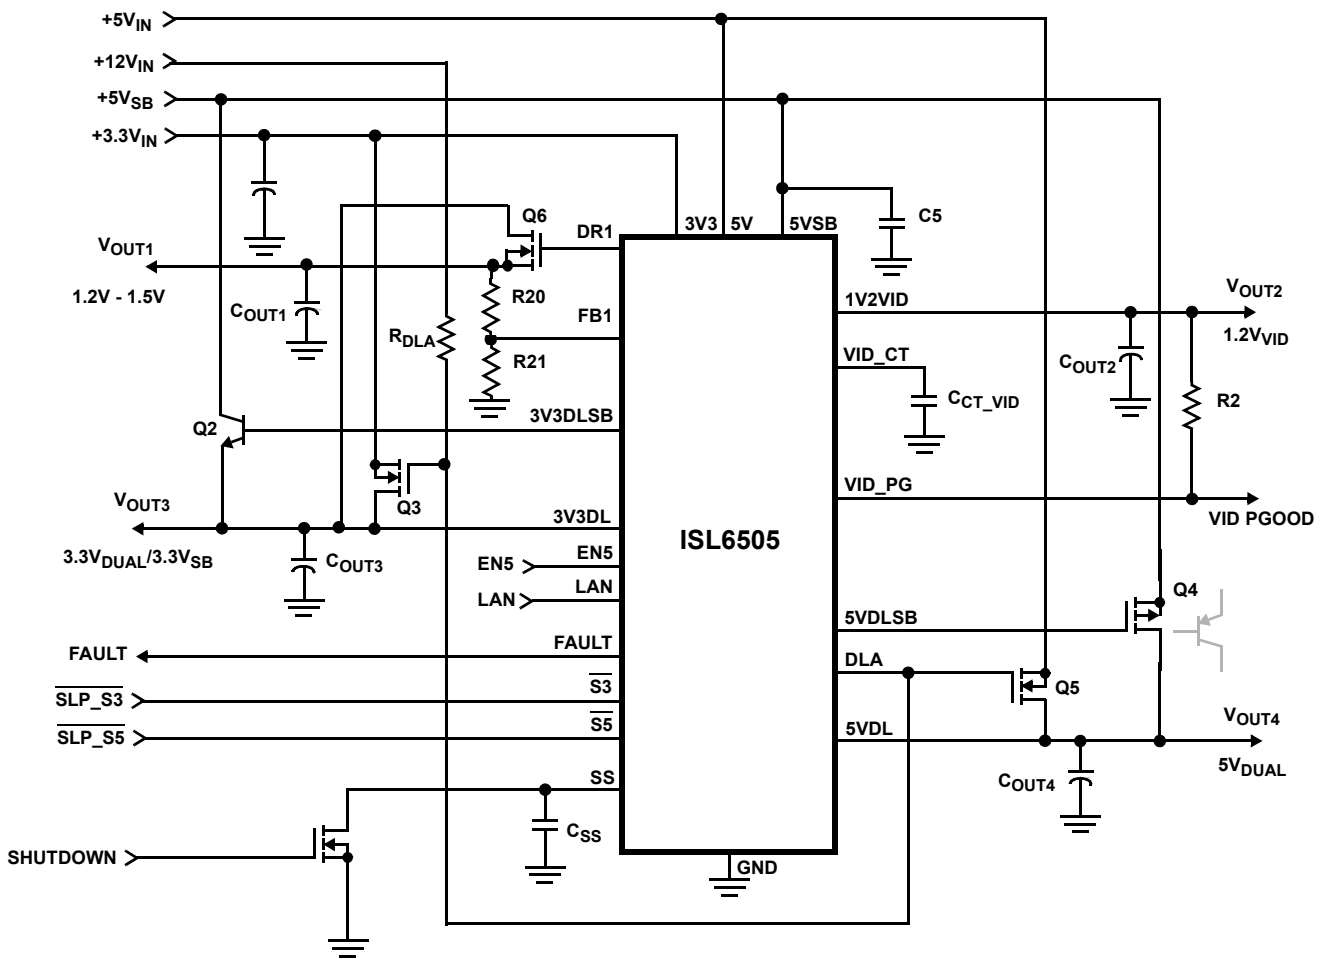 +5VIN
+12VIN
+5VSB
+3.3VIN
Q6
DR1
3V3
5V
5VSB
C5
VOUT1
1.2V - 1.5V
COUT1
R20
FB1
RDLA
R21
1V2VID
VOUT2
1.2VVID
VID_CT
COUT2
CCT_VID
R2
Q2
3V3DLSB
VID_PG
VID PGOOD
Q3
VOUT3
3V3DL
3.3VDUAL/3.3VSB
COUT3
ISL6505
EN5
EN5
LAN
LAN
Q4
5VDLSB
FAULT
FAULT
DLA
Q5
SLP_S3
S3
SLP_S5
S5
5VDL
VOUT4
5VDUAL
COUT4
SS
CSS
SHUTDOWN
GND